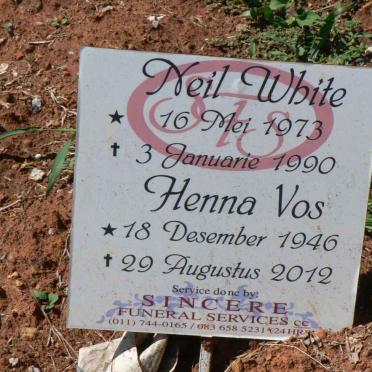 Neil White
★ 16 Mei 1973
✝ 3 Januarie 1990
Henna Vos
★ 18 Desember 1946
✝ 29 Augustus 2012
Service done by:
SINCERE
FUNERAL SERVICES cc
(011) 744-0165 / 083 658 5231 *(24HRS)